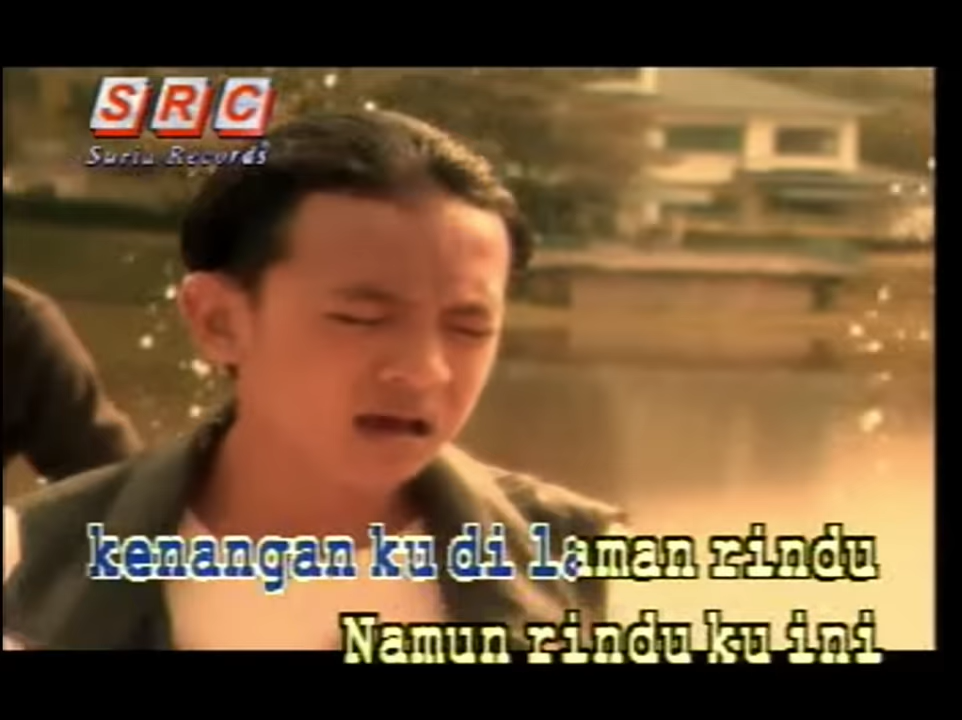 SRC
Suria Records
kenangan ku di laman rindu
Namun rindu ku ini